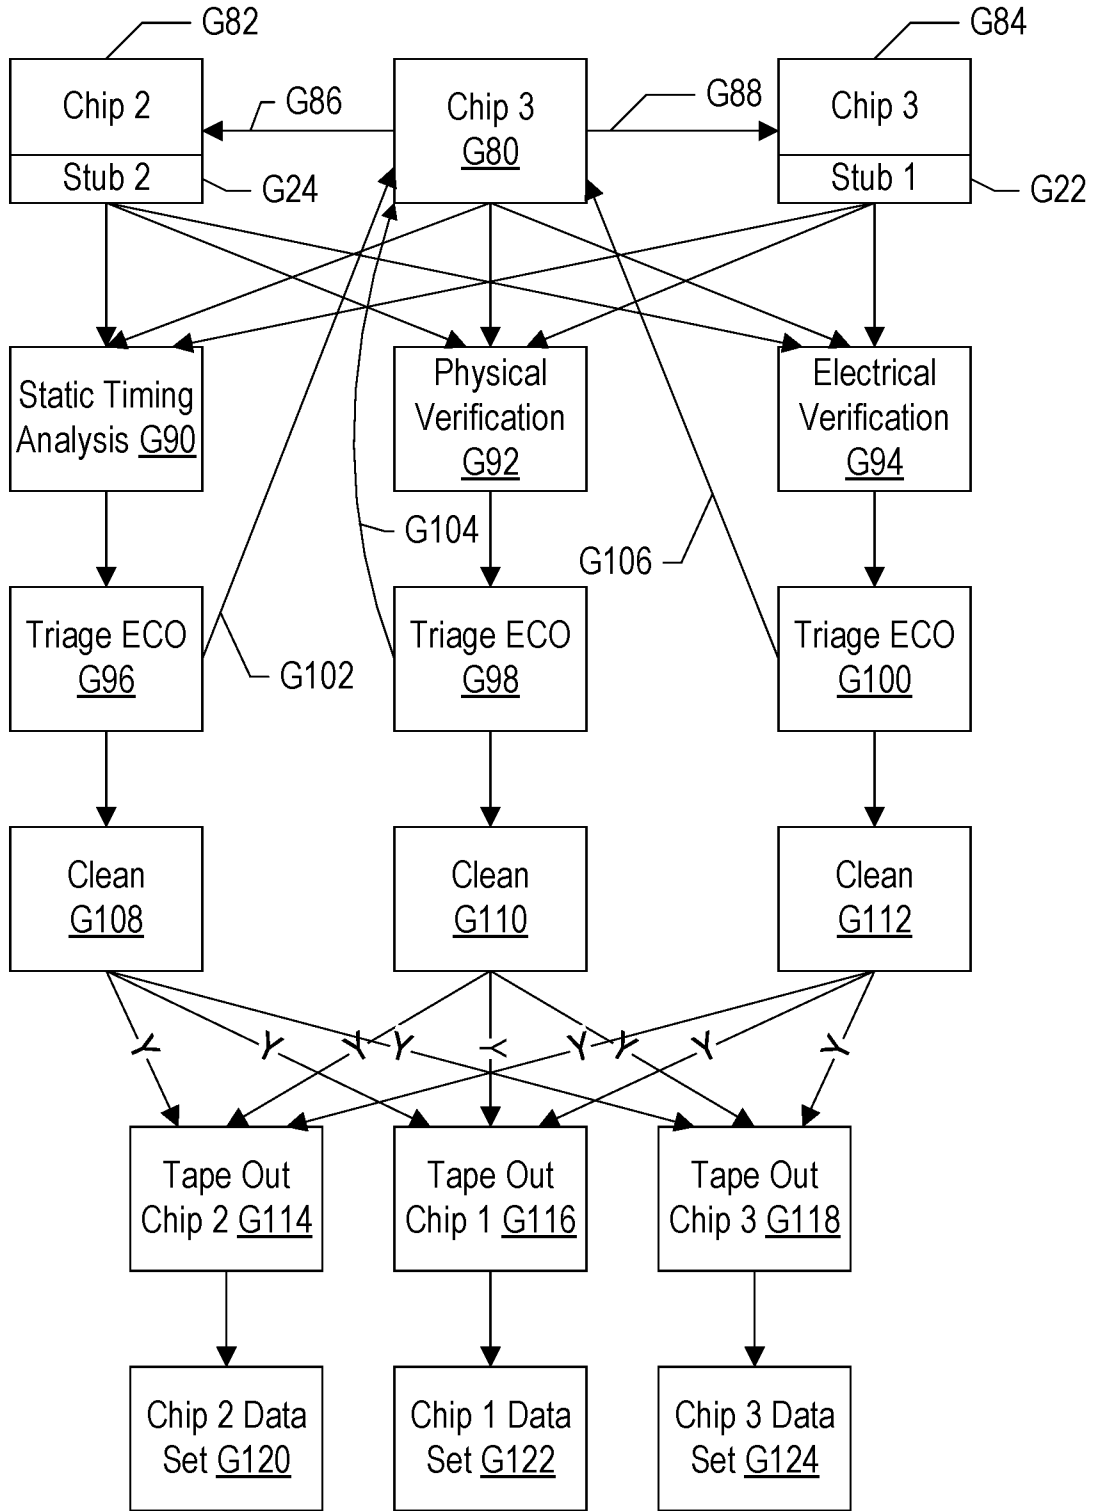 G82
G84
Chip 2
G86
Chip 3
G80
G88
Chip 3
Stub 2
G24
Stub 1
G22
Static Timing
Analysis G90
Physical
Verification
G92
Electrical
Verification
G94
G104
G106
Triage ECO
G96
G102
Triage ECO
G98
Triage ECO
G100
Clean
G108
Clean
G110
Clean
G112
Y
Y
Y
Y
Y
Y
Y
Y
Y
Tape Out
Chip 2 G114
Tape Out
Chip 1 G116
Tape Out
Chip 3 G118
Chip 2 Data
Set G120
Chip 1 Data
Set G122
Chip 3 Data
Set G124